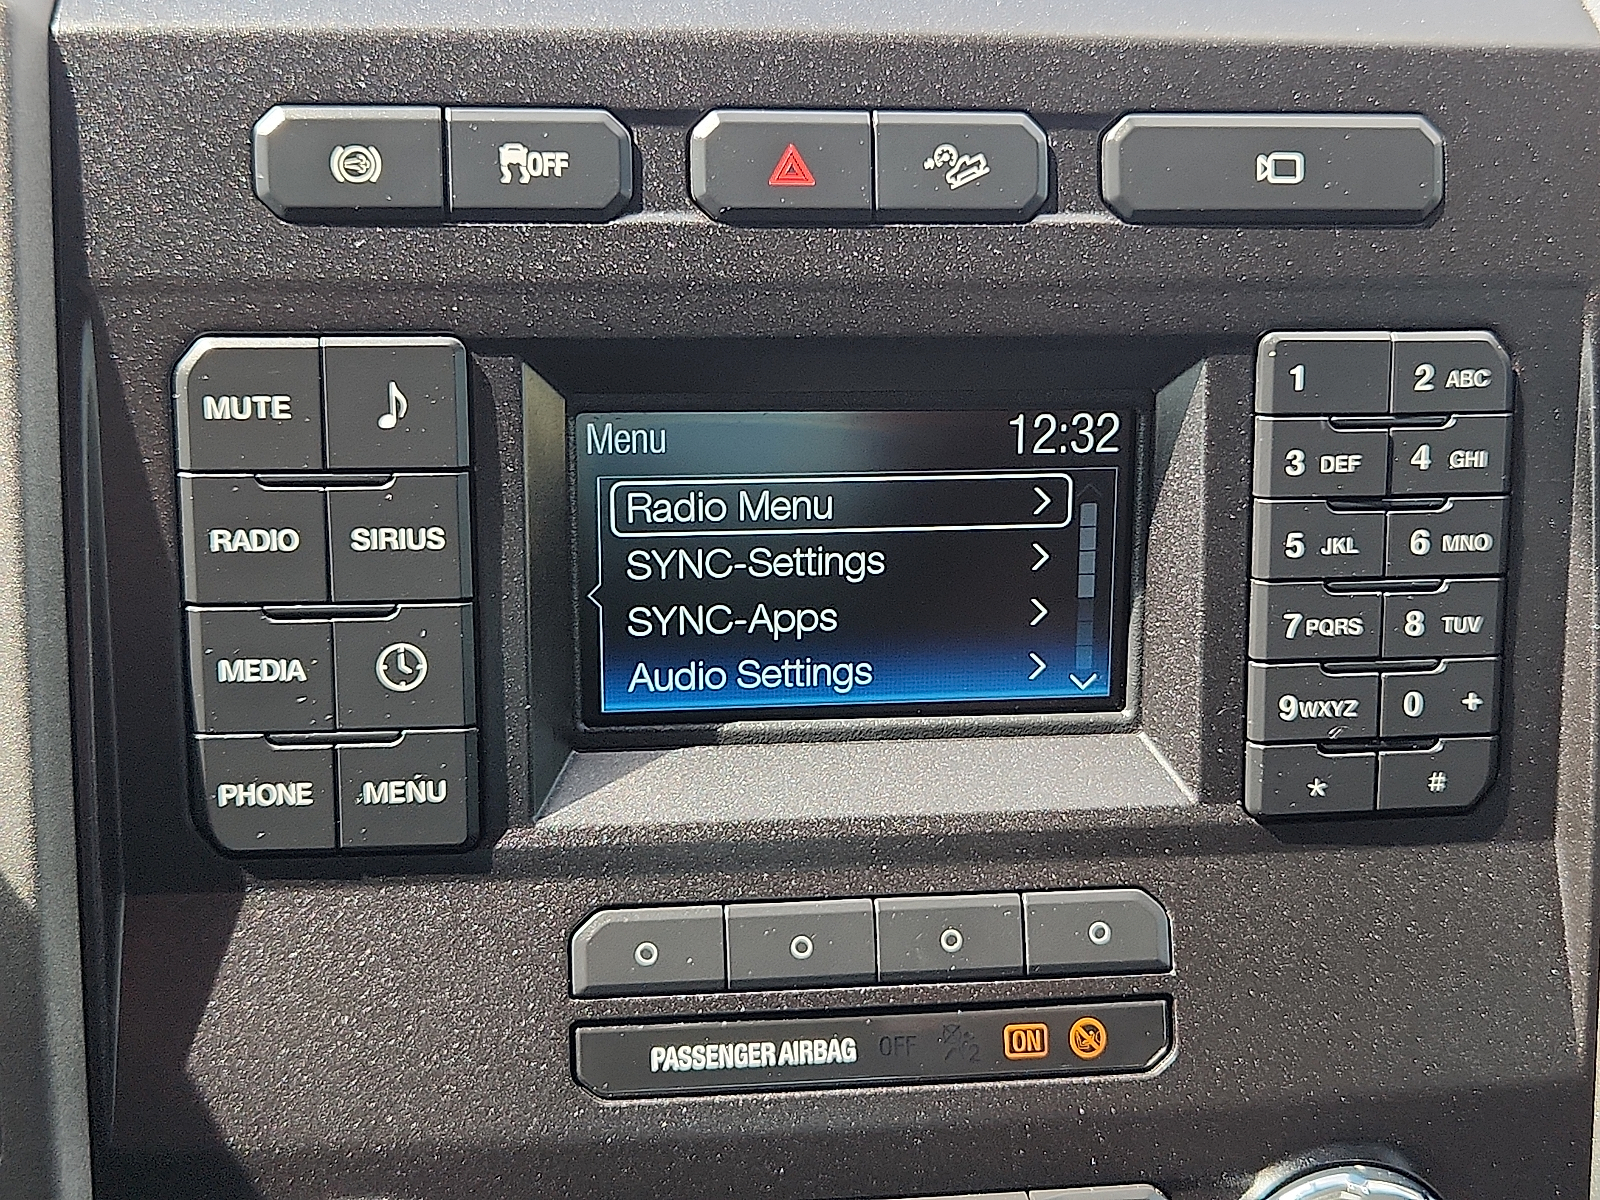 OFF
MUTE
RADIO SIRIUS
MEDIA
PHONE MENU
Menu 12:32
Radio Menu >
SYNC-Settings >
SYNC-Apps >
Audio Settings >
1 2 ABC
3 DEF 4 GHI
5 JKL 6 MNO
7 PQRS 8 TUV
9 WXYZ 0 +
* #
PASSENGER AIRBAG OFF 2 ON